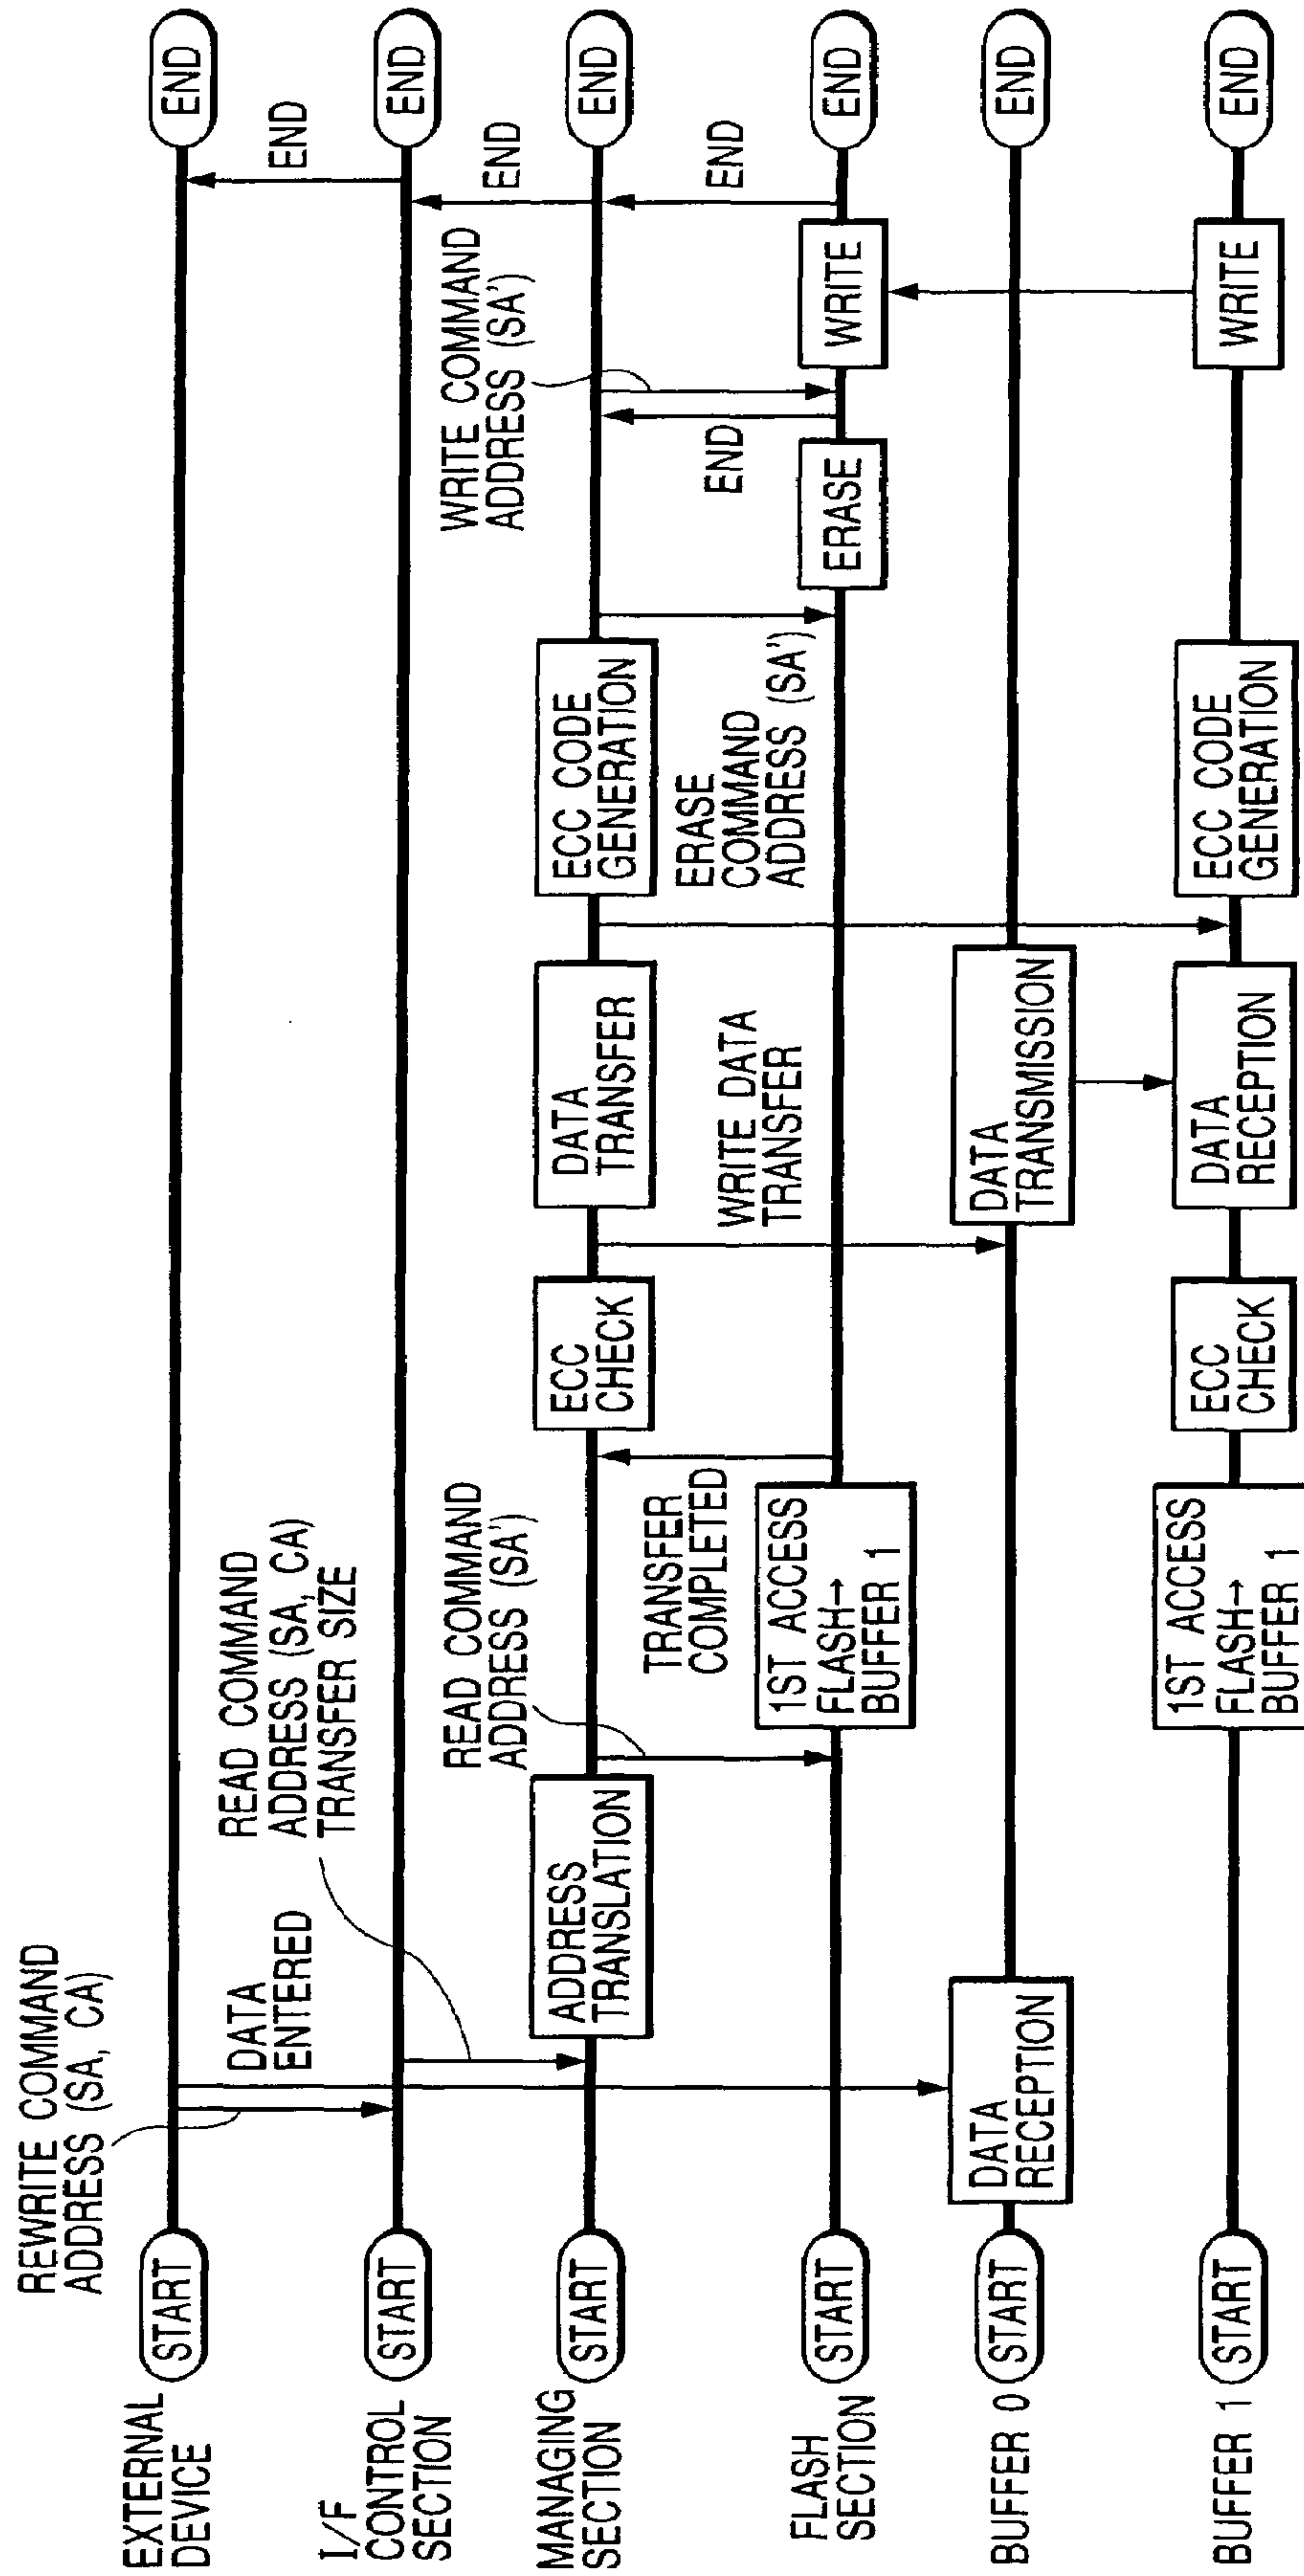 EXTERNAL
DEVICE
START
REWRITE COMMAND
ADDRESS (SA, CA)
DATA
ENTERED
END
END
I/F
CONTROL
SECTION
START
READ COMMAND
ADDRESS (SA, CA)
TRANSFER SIZE
END
END
MANAGING
SECTION
START
ADDRESS
TRANSLATION
READ COMMAND
ADDRESS (SA')
ECC
CHECK
DATA
TRANSFER
ECC CODE
GENERATION
WRITE COMMAND
ADDRESS (SA')
END
TRANSFER
COMPLETED
WRITE DATA
TRANSFER
ERASE
COMMAND
ADDRESS (SA')
END
END
FLASH
SECTION
START
1ST ACCESS
FLASH→
BUFFER 1
ERASE
WRITE
END
BUFFER 0
START
DATA
RECEPTION
DATA
TRANSMISSION
END
BUFFER 1
START
1ST ACCESS
FLASH→
BUFFER 1
ECC
CHECK
DATA
RECEPTION
ECC CODE
GENERATION
WRITE
END